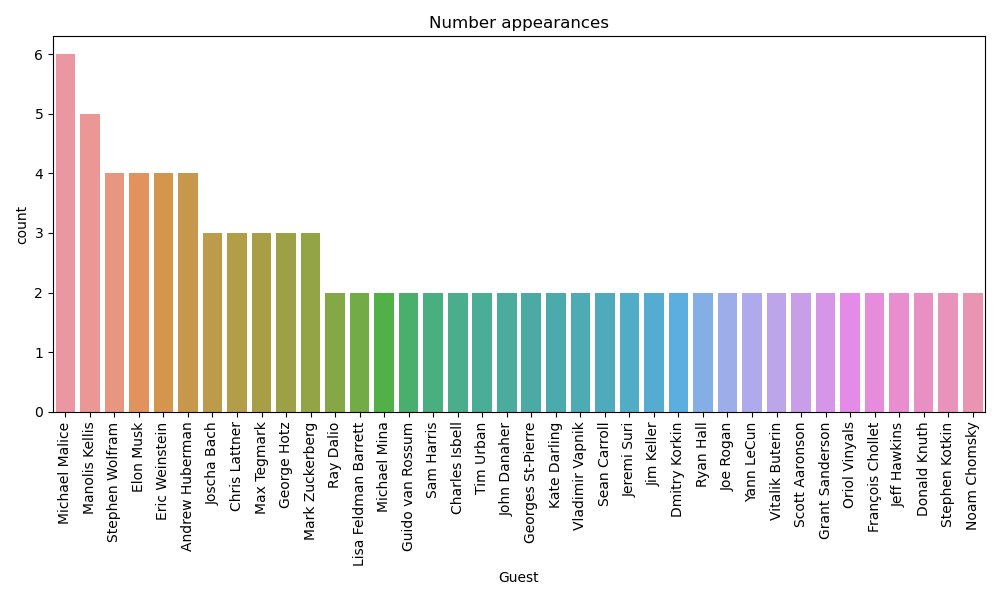 Number appearances
count
6
5
4
3
2
1
0
Michael Malice
Manolis Kellis
Stephen Wolfram
Elon Musk
Eric Weinstein
Andrew Huberman
Joscha Bach
Chris Lattner
Max Tegmark
George Hotz
Mark Zuckerberg
Ray Dalio
Lisa Feldman Barrett
Michael Mina
Guido van Rossum
Sam Harris
Charles Isbell
Tim Urban
John Danaher
Georges St-Pierre
Kate Darling
Vladimir Vapnik
Sean Carroll
Jeremi Suri
Jim Keller
Dmitry Korkin
Ryan Hall
Joe Rogan
Yann LeCun
Vitalik Buterin
Scott Aaronson
Grant Sanderson
Oriol Vinyals
François Chollet
Jeff Hawkins
Donald Knuth
Stephen Kotkin
Noam Chomsky
Guest